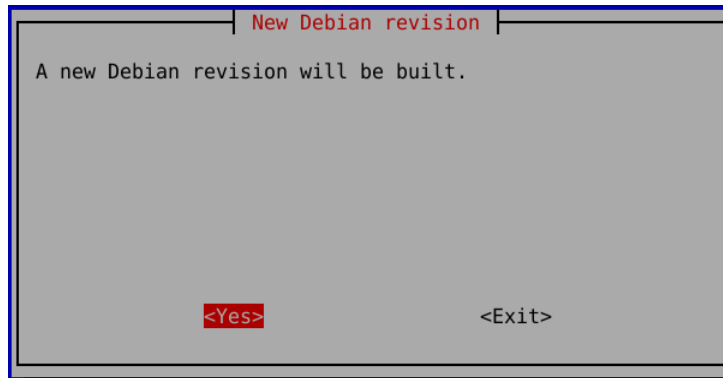 New Debian revision
A new Debian revision will be built.
<Yes> <Exit>